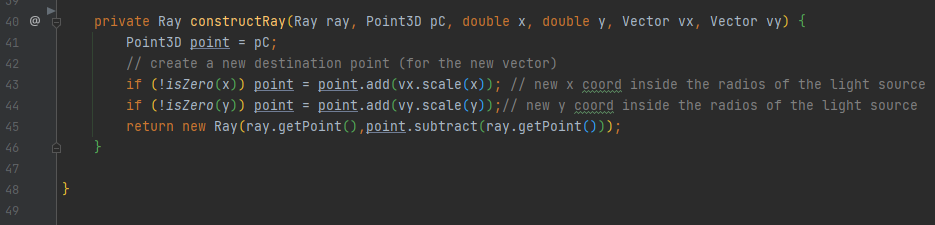 39
40 @ private Ray constructRay(Ray ray, Point3D pC, double x, double y, Vector vx, Vector vy) {
41 Point3D point = pC;
42 // create a new destination point (for the new vector)
43 if (!isZero(x)) point = point.add(vx.scale(x)); // new x coord inside the radios of the light source
44 if (!isZero(y)) point = point.add(vy.scale(y));// new y coord inside the radios of the light source
45 return new Ray(ray.getPoint(),point.subtract(ray.getPoint()));
46 }
47
48 }
49